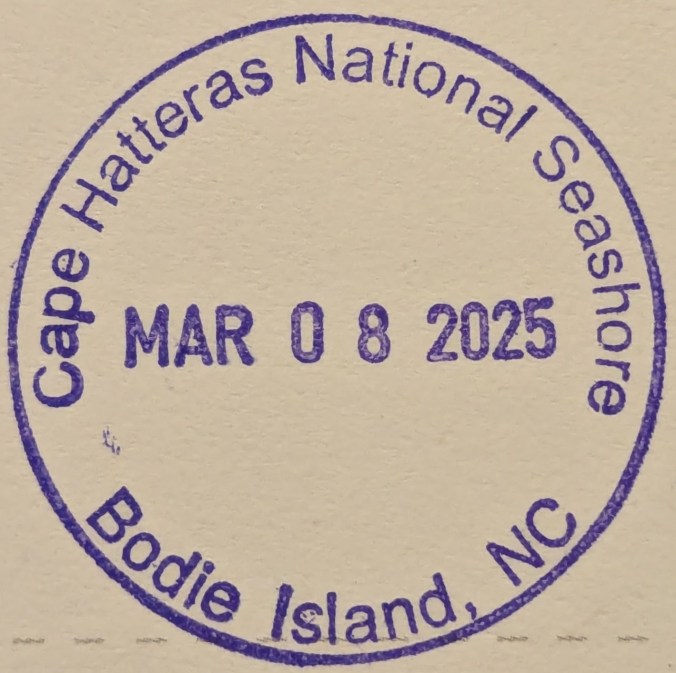 Cape Hatteras National Seashore
MAR 08 2025
Bodie Island, NC